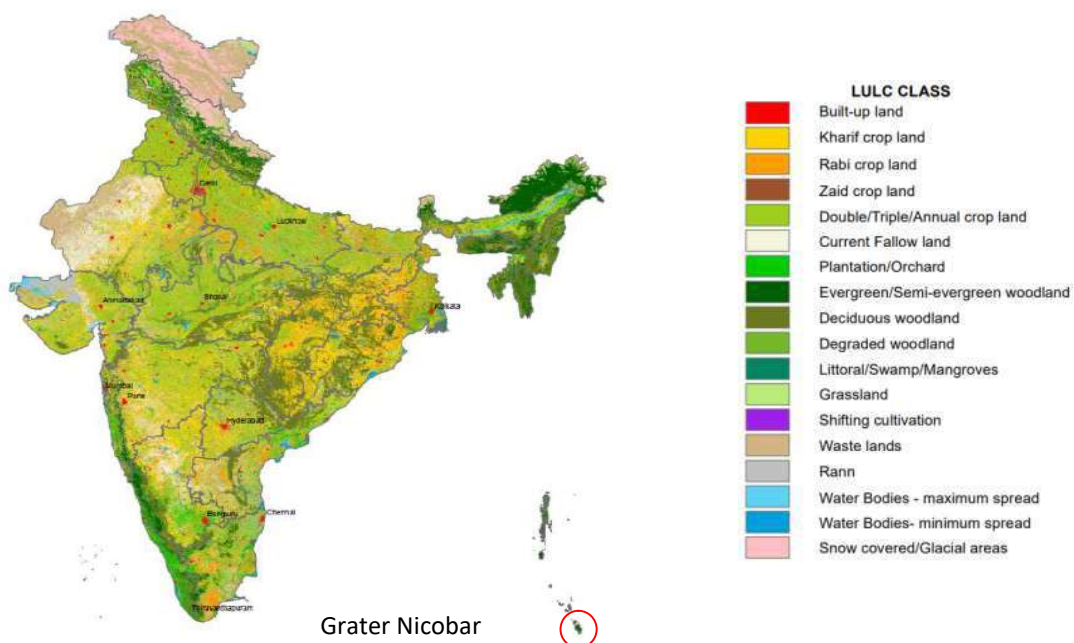 Delhi
Lucknow
Ahmadabad
Bhopal
Kolkata
Mumbai
Pune
Hyderabad
Chennai
Grater Nicobar
LULC CLASS
Built-up land
Kharif crop land
Rabi crop land
Zaid crop land
Double/Triple/Annual crop land
Current Fallow land
Plantation/Orchard
Evergreen/Semi-evergreen woodland
Deciduous woodland
Degraded woodland
Littoral/Swamp/Mangroves
Grassland
Shifting cultivation
Waste lands
Rann
Water Bodies - maximum spread
Water Bodies- minimum spread
Snow covered/Glacial areas